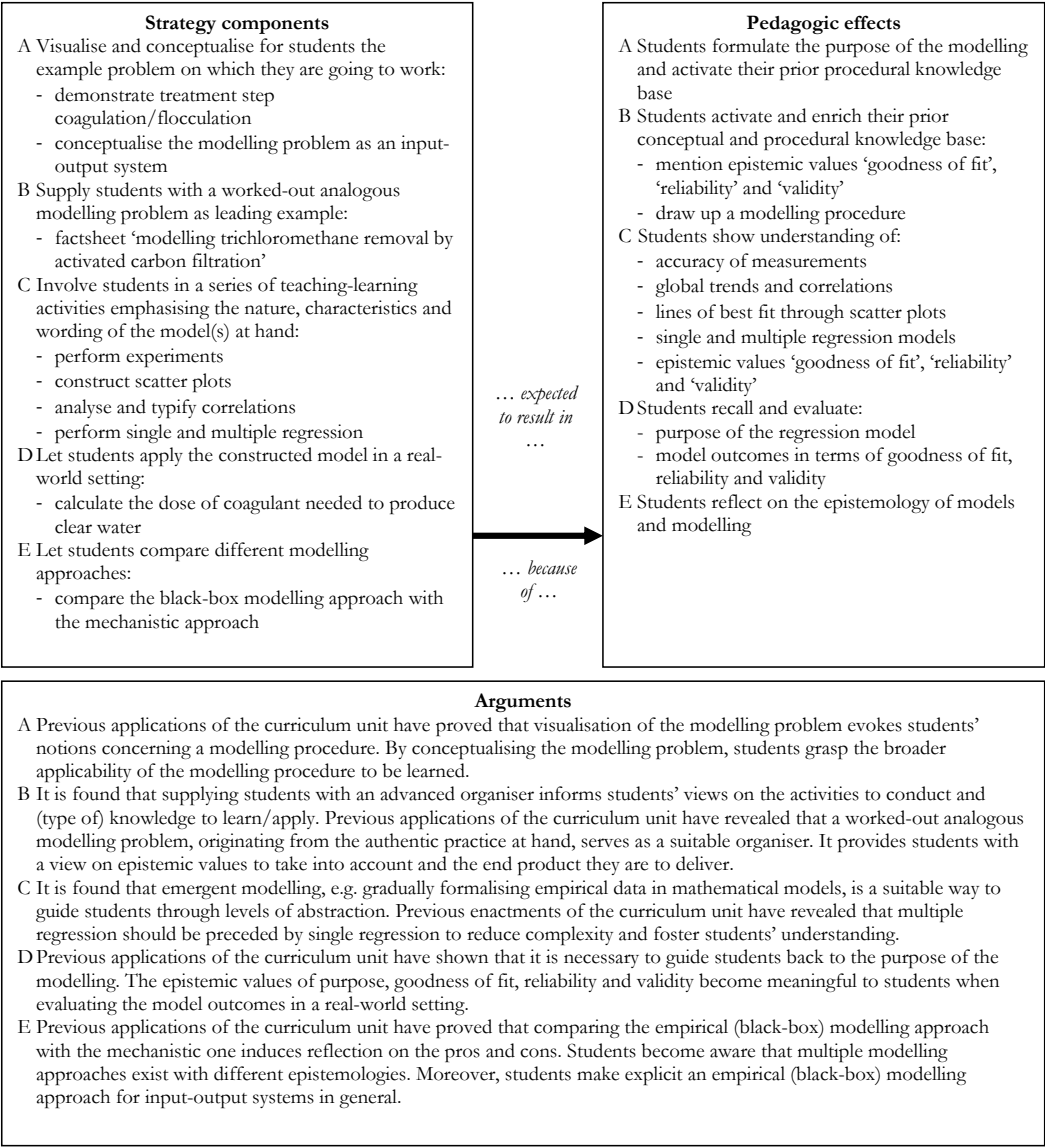 Strategy components
A Visualise and conceptualise for students the
example problem on which they are going to work:
- demonstrate treatment step
coagulation/flocculation
- conceptualise the modelling problem as an input-
output system
B Supply students with a worked-out analogous
modelling problem as leading example:
- factsheet ‘modelling trichloromethane removal by
activated carbon filtration’
C Involve students in a series of teaching-learning
activities emphasising the nature, characteristics and
wording of the model(s) at hand:
- perform experiments
- construct scatter plots
- analyse and typify correlations
- perform single and multiple regression
D Let students apply the constructed model in a real-
world setting:
- calculate the dose of coagulant needed to produce
clear water
E Let students compare different modelling
approaches:
- compare the black-box modelling approach with
the mechanistic approach
… expected
to result in
…
… because
of …
Pedagogic effects
A Students formulate the purpose of the modelling
and activate their prior procedural knowledge
base
B Students activate and enrich their prior
conceptual and procedural knowledge base:
- mention epistemic values ‘goodness of fit’,
‘reliability’ and ‘validity’
- draw up a modelling procedure
C Students show understanding of:
- accuracy of measurements
- global trends and correlations
- lines of best fit through scatter plots
- single and multiple regression models
- epistemic values ‘goodness of fit’, ‘reliability’
and ‘validity’
D Students recall and evaluate:
- purpose of the regression model
- model outcomes in terms of goodness of fit,
reliability and validity
E Students reflect on the epistemology of models
and modelling
Arguments
A Previous applications of the curriculum unit have proved that visualisation of the modelling problem evokes students’
notions concerning a modelling procedure. By conceptualising the modelling problem, students grasp the broader
applicability of the modelling procedure to be learned.
B It is found that supplying students with an advanced organiser informs students’ views on the activities to conduct and
(type of) knowledge to learn/apply. Previous applications of the curriculum unit have revealed that a worked-out analogous
modelling problem, originating from the authentic practice at hand, serves as a suitable organiser. It provides students with
a view on epistemic values to take into account and the end product they are to deliver.
C It is found that emergent modelling, e.g. gradually formalising empirical data in mathematical models, is a suitable way to
guide students through levels of abstraction. Previous enactments of the curriculum unit have revealed that multiple
regression should be preceded by single regression to reduce complexity and foster students’ understanding.
D Previous applications of the curriculum unit have shown that it is necessary to guide students back to the purpose of the
modelling. The epistemic values of purpose, goodness of fit, reliability and validity become meaningful to students when
evaluating the model outcomes in a real-world setting.
E Previous applications of the curriculum unit have proved that comparing the empirical (black-box) modelling approach
with the mechanistic one induces reflection on the pros and cons. Students become aware that multiple modelling
approaches exist with different epistemologies. Moreover, students make explicit an empirical (black-box) modelling
approach for input-output systems in general.